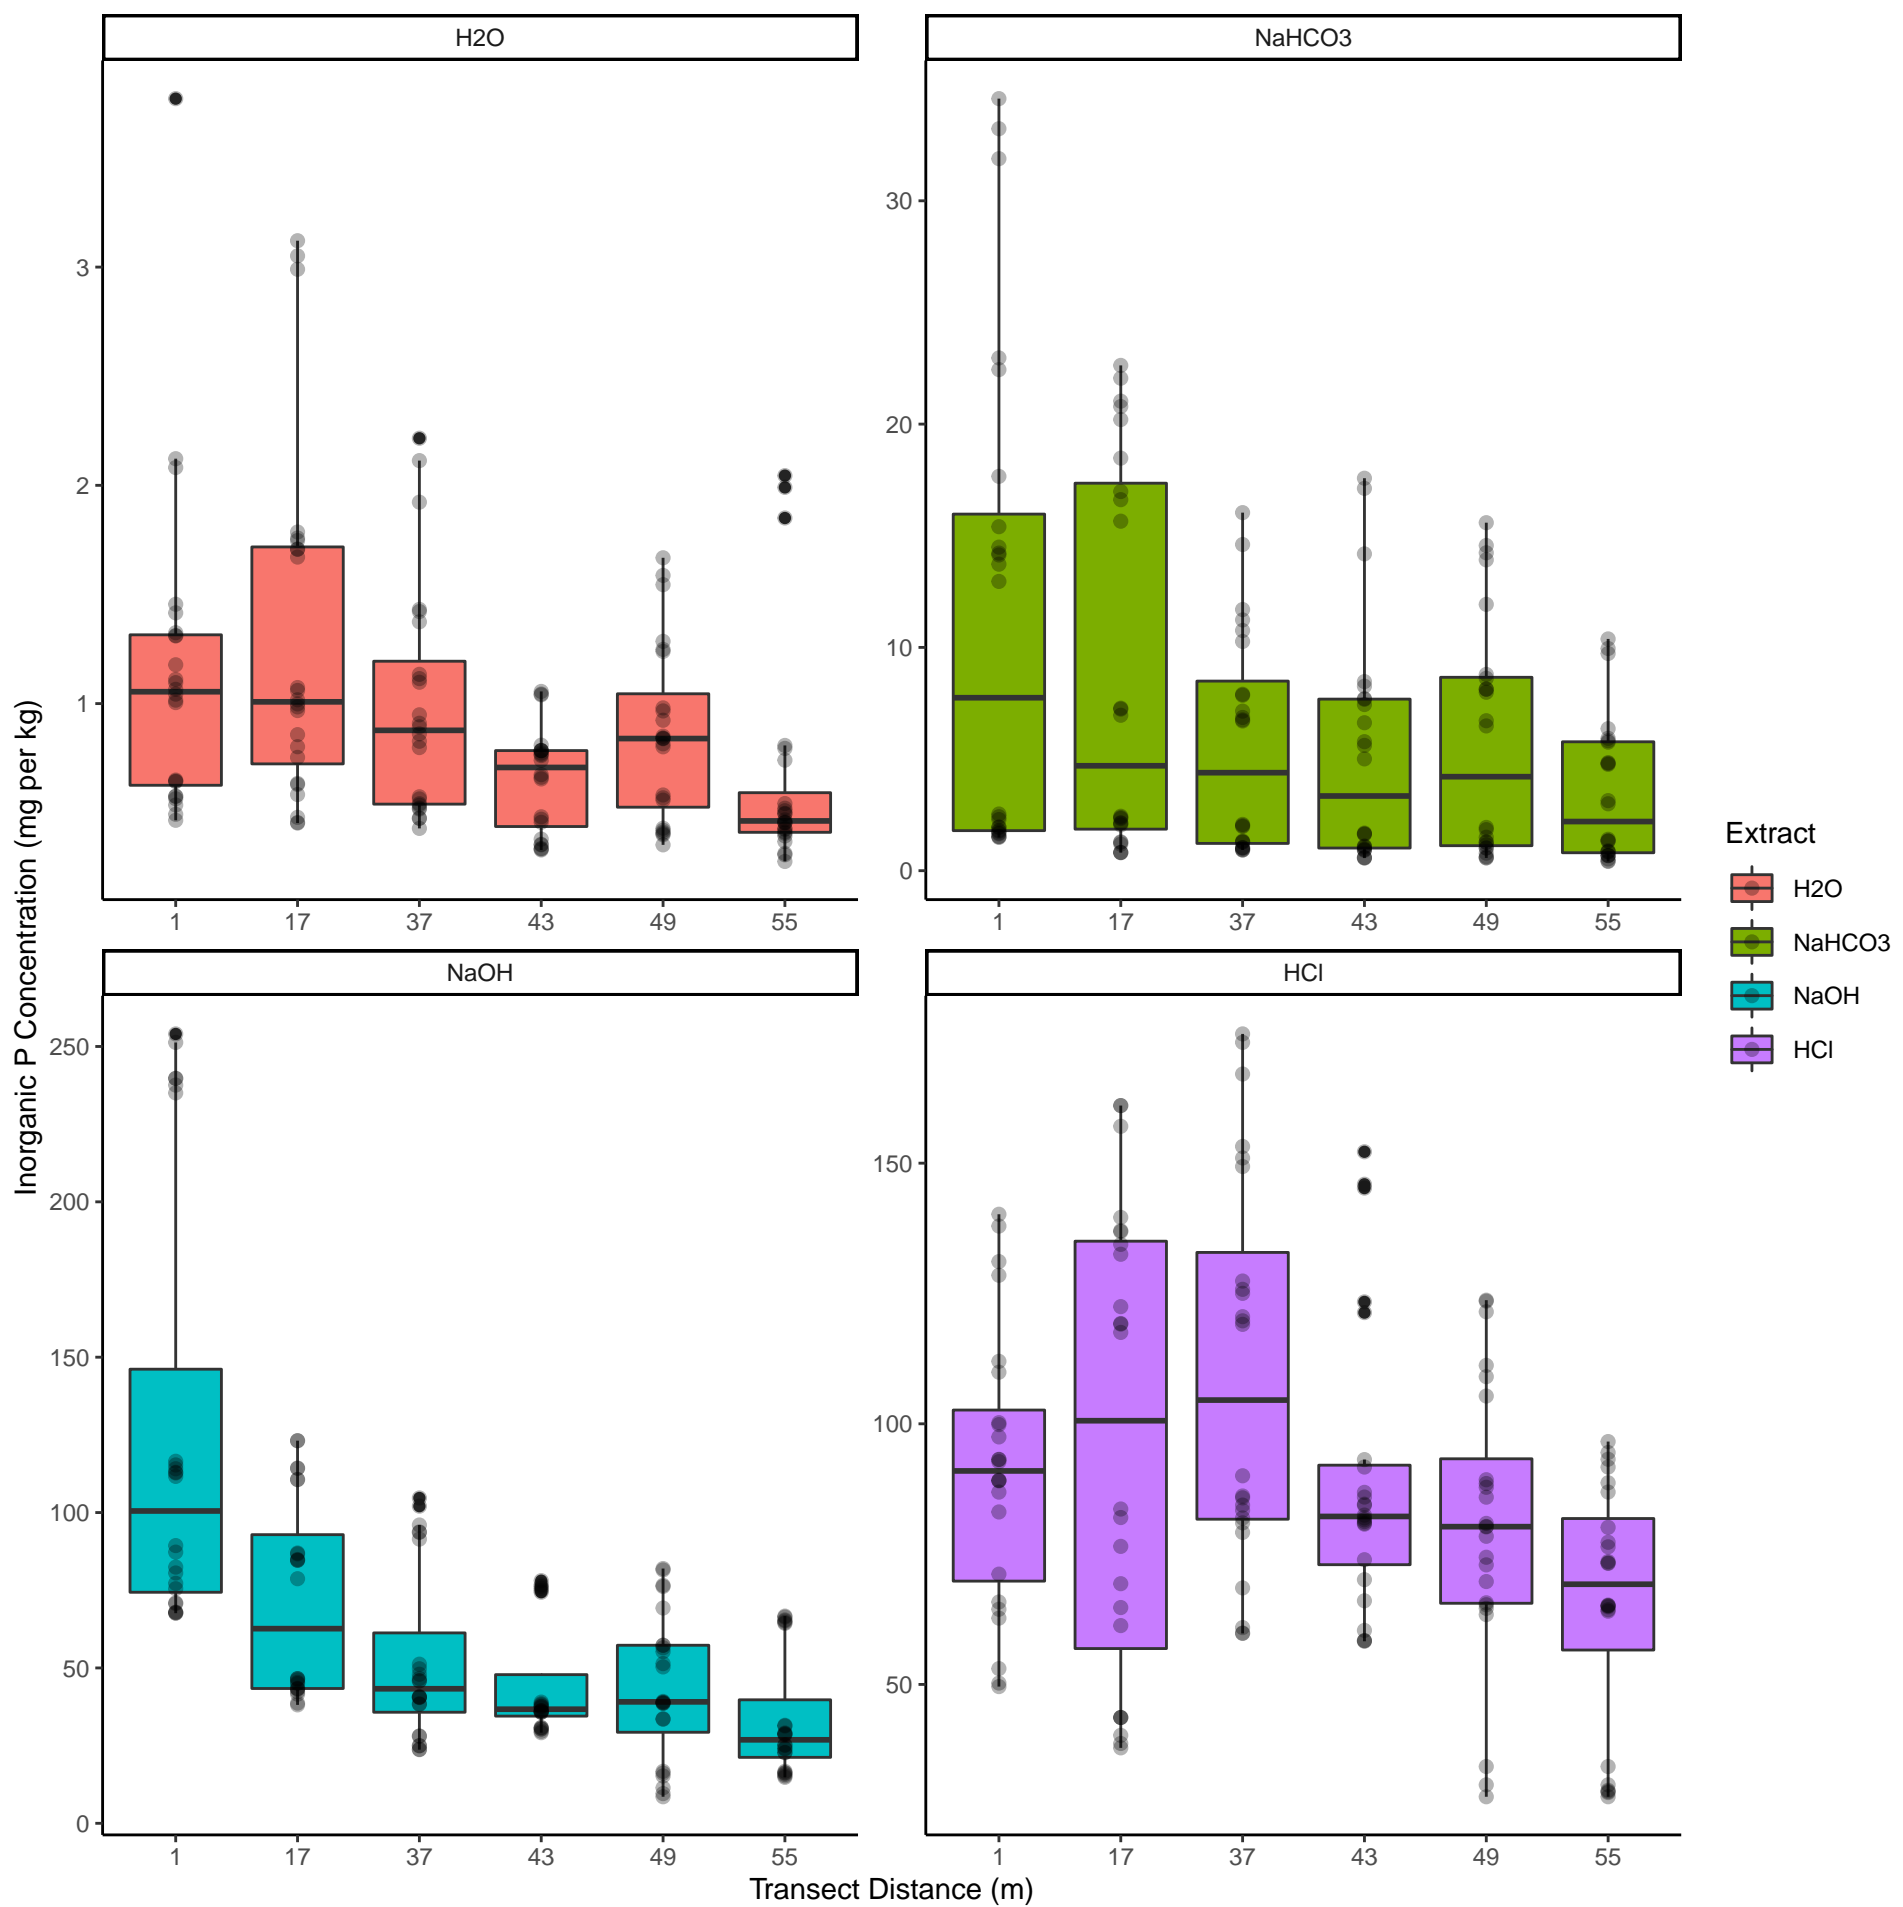 H2O
NaHCO3
3
2
1
30
20
10
0
1 17 37 43 49 55
1 17 37 43 49 55
NaOH
HCl
250
200
150
100
50
0
150
100
50
1 17 37 43 49 55
1 17 37 43 49 55
Inorganic P Concentration (mg per kg)
Transect Distance (m)
Extract
H2O
NaHCO3
NaOH
HCl